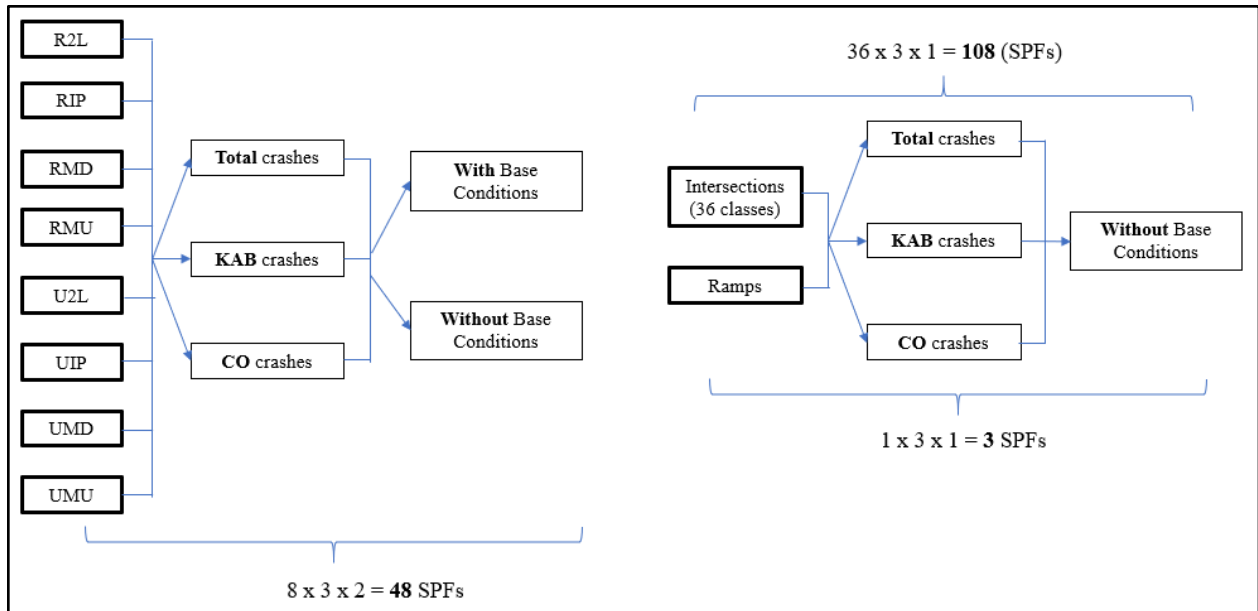 R2L
RIP
RMD
RMU
U2L
UIP
UMD
UMU
Total crashes
KAB crashes
CO crashes
With Base
Conditions
Without Base
Conditions
8 x 3 x 2 = 48 SPFs
36 x 3 x 1 = 108 (SPFs)
Intersections
(36 classes)
Ramps
Total crashes
KAB crashes
CO crashes
Without Base
Conditions
1 x 3 x 1 = 3 SPFs